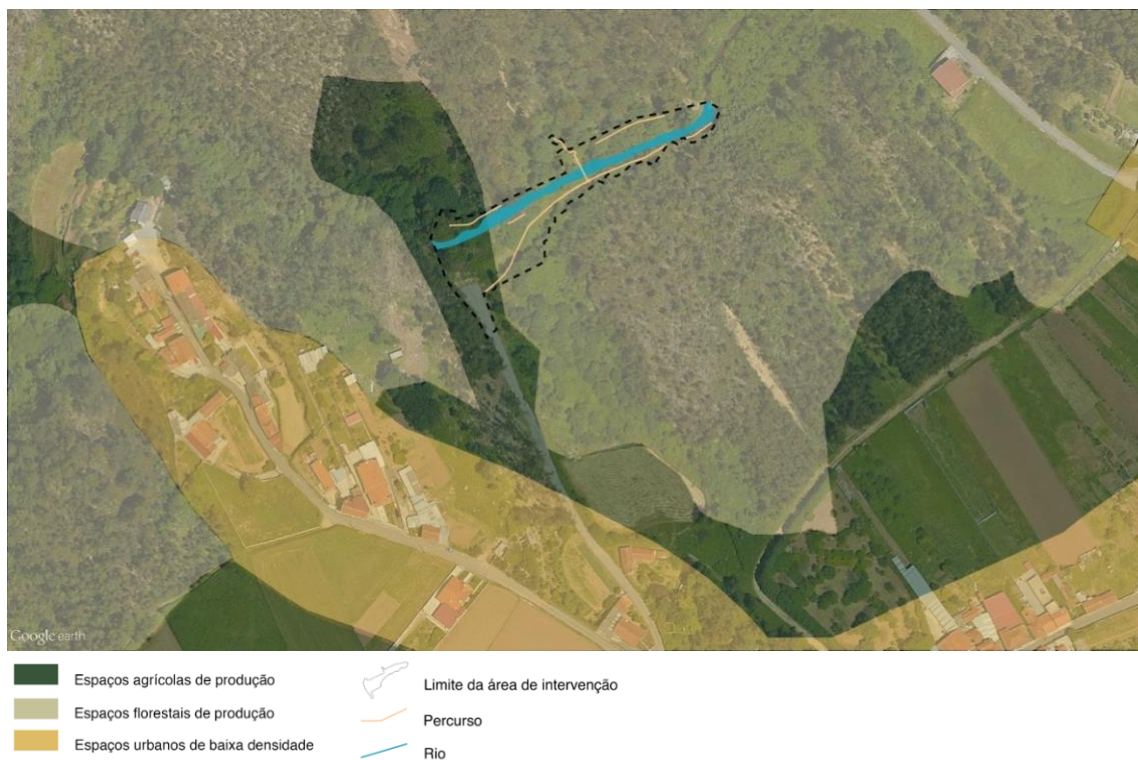 Google earth
Espaços agrícolas de produção
Espaços florestais de produção
Espaços urbanos de baixa densidade
Limite da área de intervenção
Percurso
Rio